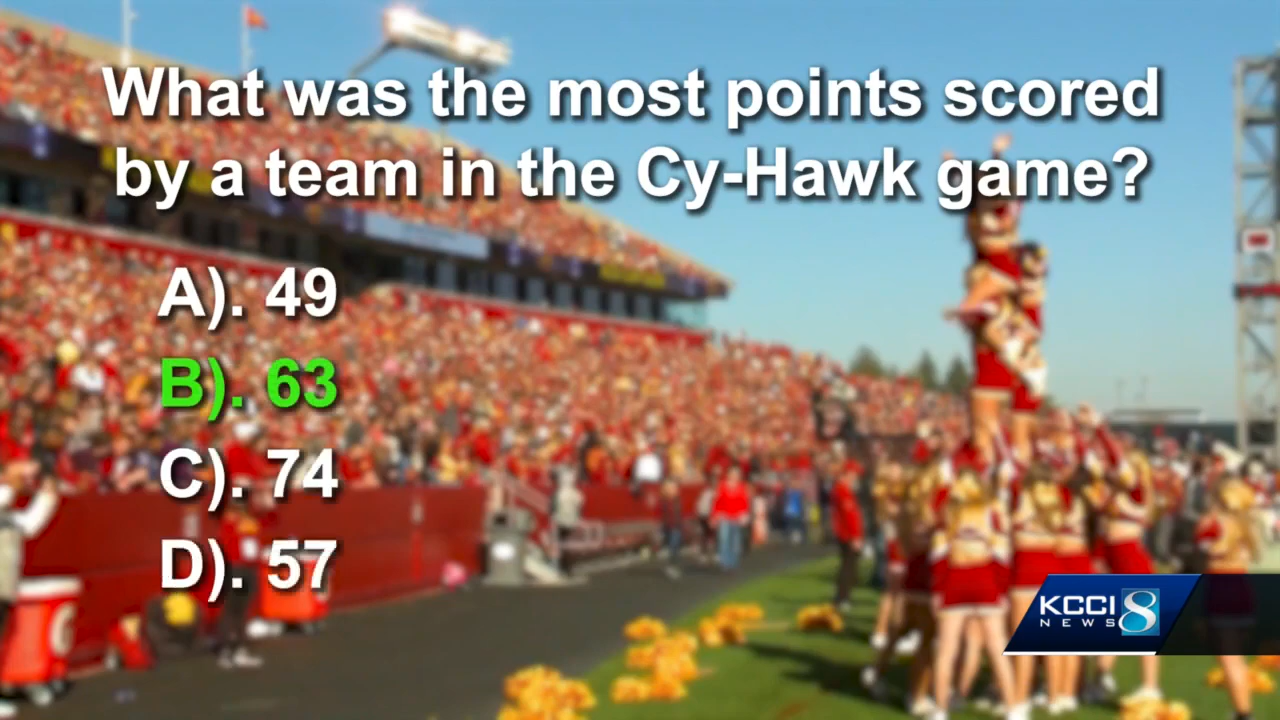 What was the most points scored
by a team in the Cy-Hawk game?
A). 49
B). 63
C). 74
D). 57
KCCI 8
NEWS